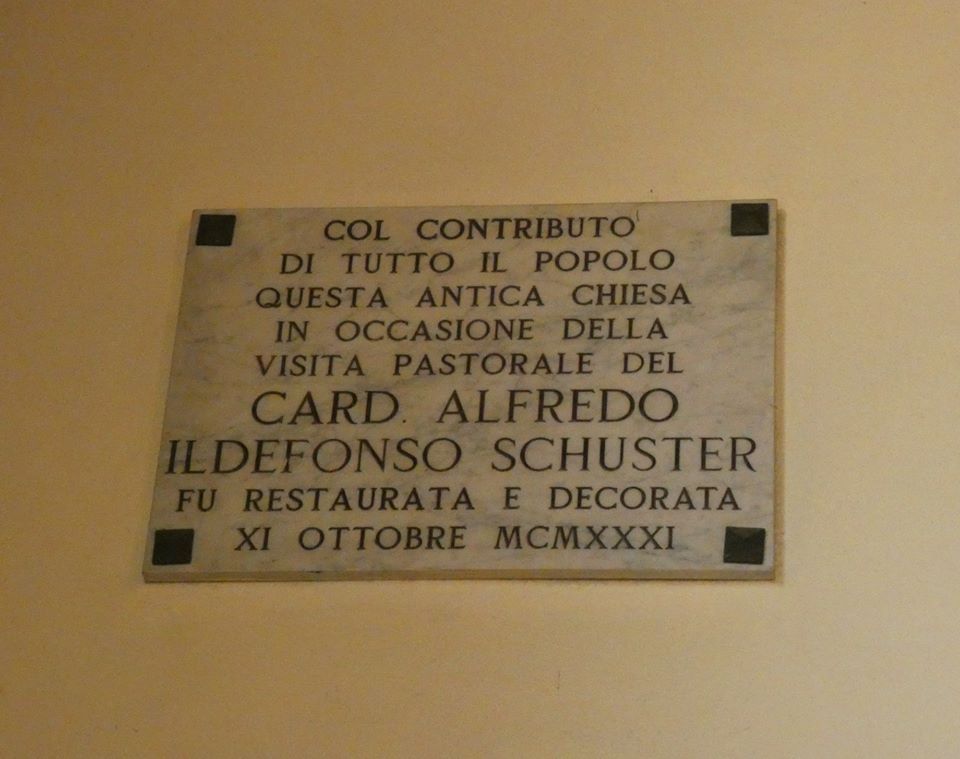 COL CONTRIBUTO
DI TUTTO IL POPOLO
QUESTA ANTICA CHIESA
IN OCCASIONE DELLA
VISITA PASTORALE DEL
CARD. ALFREDO
ILDEFONSO SCHUSTER
FU RESTAURATA E DECORATA
XI OTTOBRE MCMXXXI